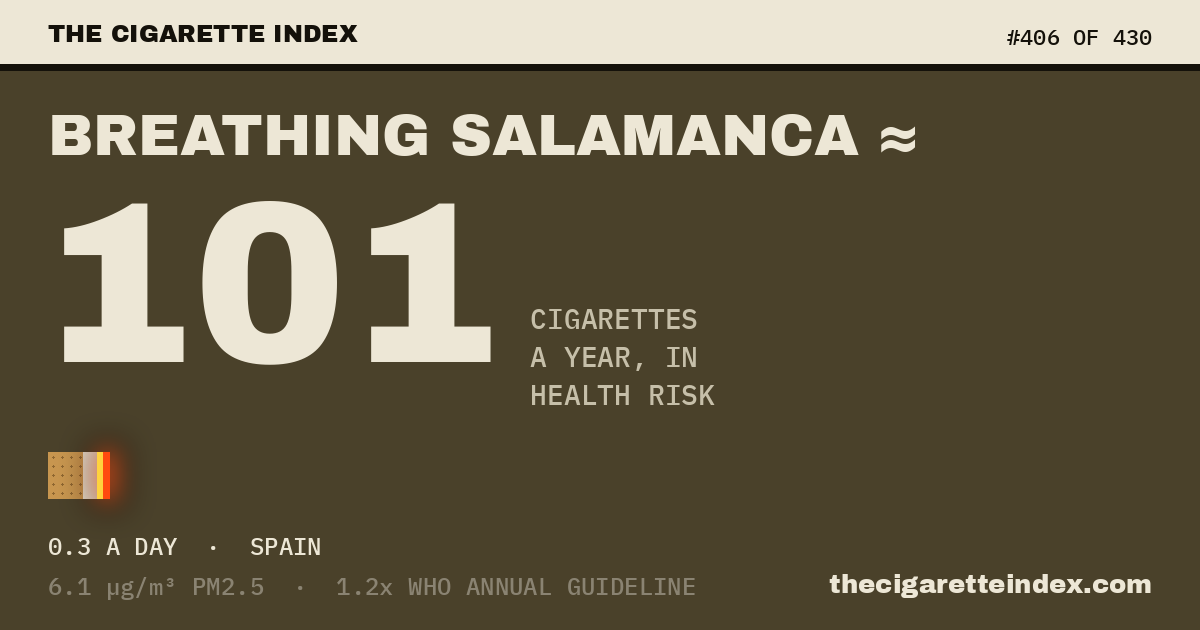 THE CIGARETTE INDEX
#406 OF 430
BREATHING SALAMANCA ≈
101
CIGARETTES
A YEAR, IN
HEALTH RISK
0.3 A DAY · SPAIN
6.1 µg/m³ PM2.5 · 1.2x WHO ANNUAL GUIDELINE
thecigaretteindex.com